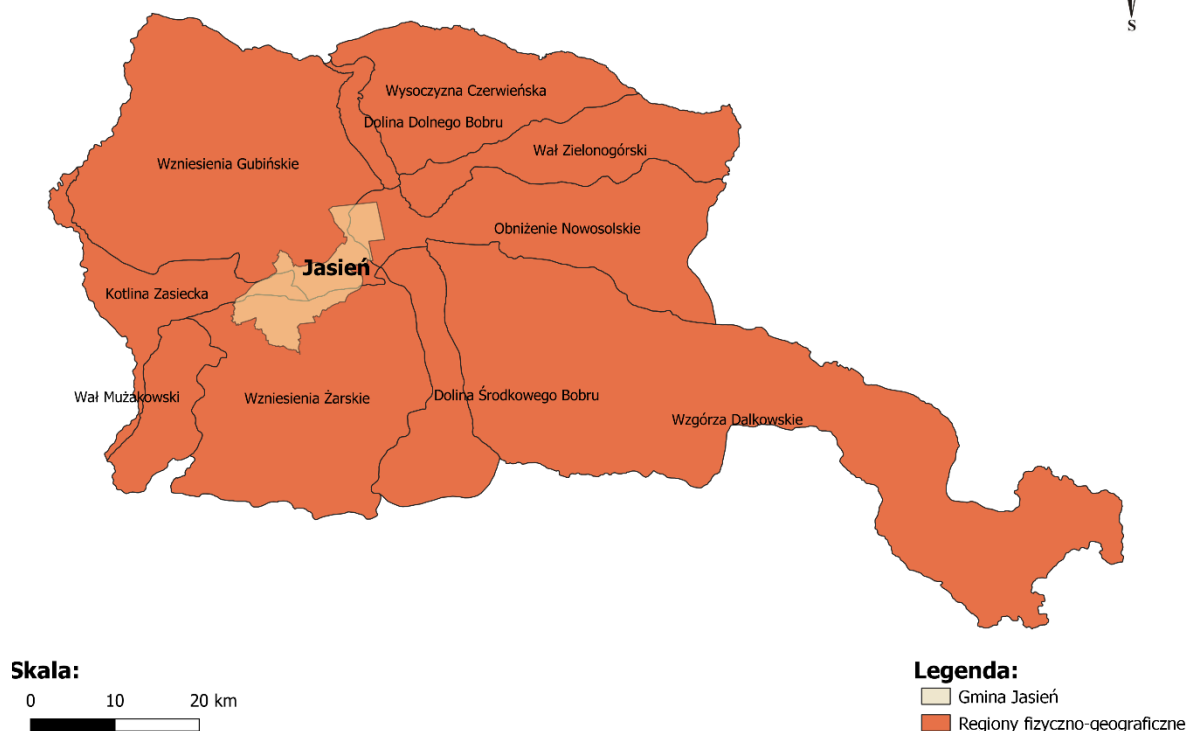 S
Wysoczyzna Czerwieńska
Dolina Dolnego Bobru
Wał Zielonogórski
Wzniesienia Gubińskie
Obniżenie Nowosolskie
Jasień
Kotlina Zasiecka
Wał Mużakowski
Wzniesienia Żarskie
Dolina Środkowego Bobru
Wzgórza Dalkowskie
Skala:
0 10 20 km
Legenda:
Gmina Jasień
Regiony fizyczno-geograficzne